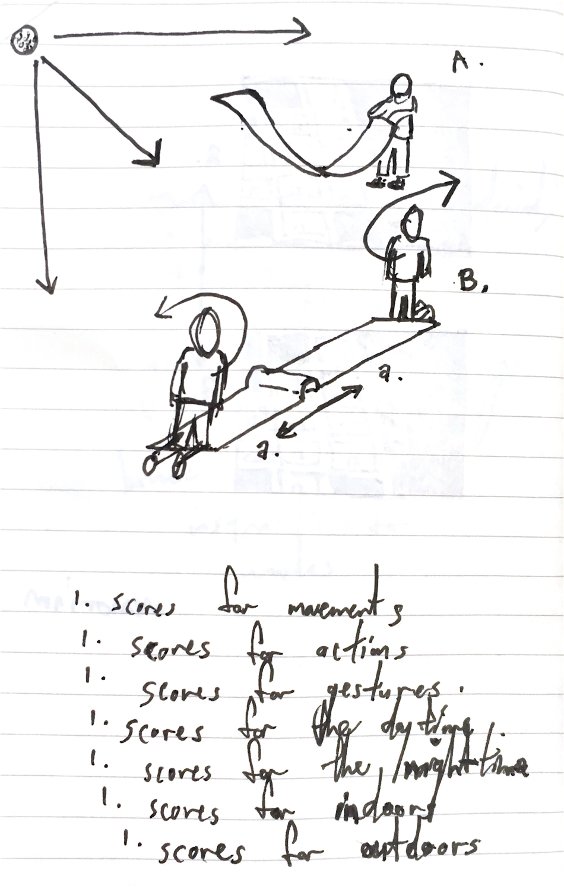 A.
B.
a.
a.
1. scores for movements
1. scores for actions
1. scores for gestures.
1. scores for the daytime.
1. scores for the nighttime
1. scores for indoors
1. scores for outdoors